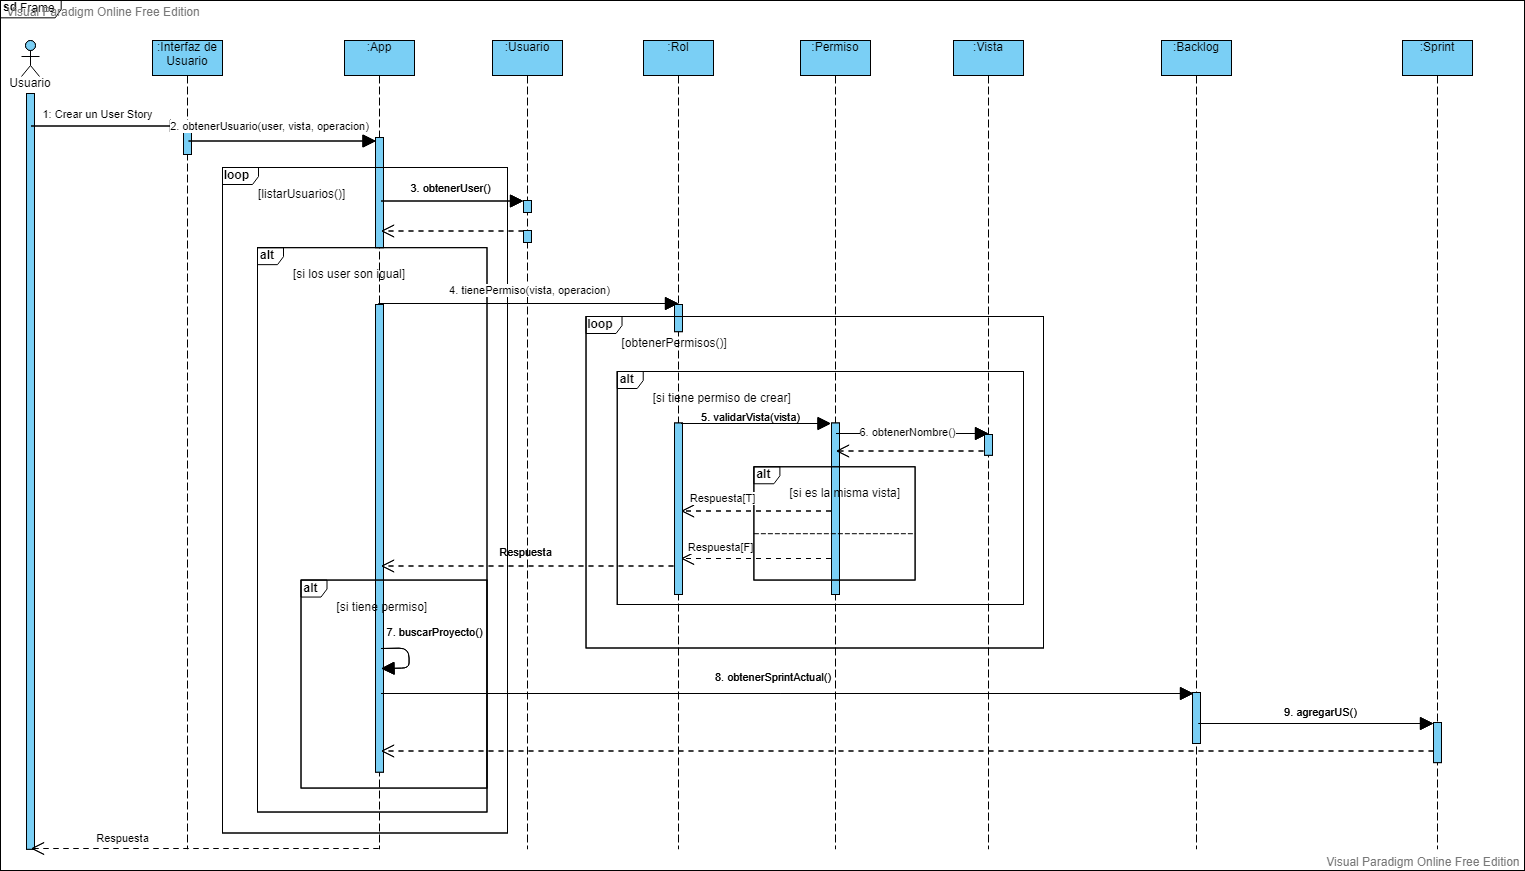 sd Frame
Visual Paradigm Online Free Edition
:Interfaz de
Usuario
:App
:Usuario
:Rol
:Permiso
:Vista
:Backlog
:Sprint
Usuario
1: Crear un User Story
2. obtenerUsuario(user, vista, operacion)
loop
[listarUsuarios()]
3. obtenerUser()
alt
[si los user son igual]
4. tienePermiso(vista, operacion)
loop
[obtenerPermisos()]
alt
[si tiene permiso de crear]
5. validarVista(vista)
6. obtenerNombre()
alt
[si es la misma vista]
Respuesta[T]
Respuesta[F]
Respuesta
alt
[si tiene permiso]
7. buscarProyecto()
8. obtenerSprintActual()
9. agregarUS()
Respuesta
Visual Paradigm Online Free Edition